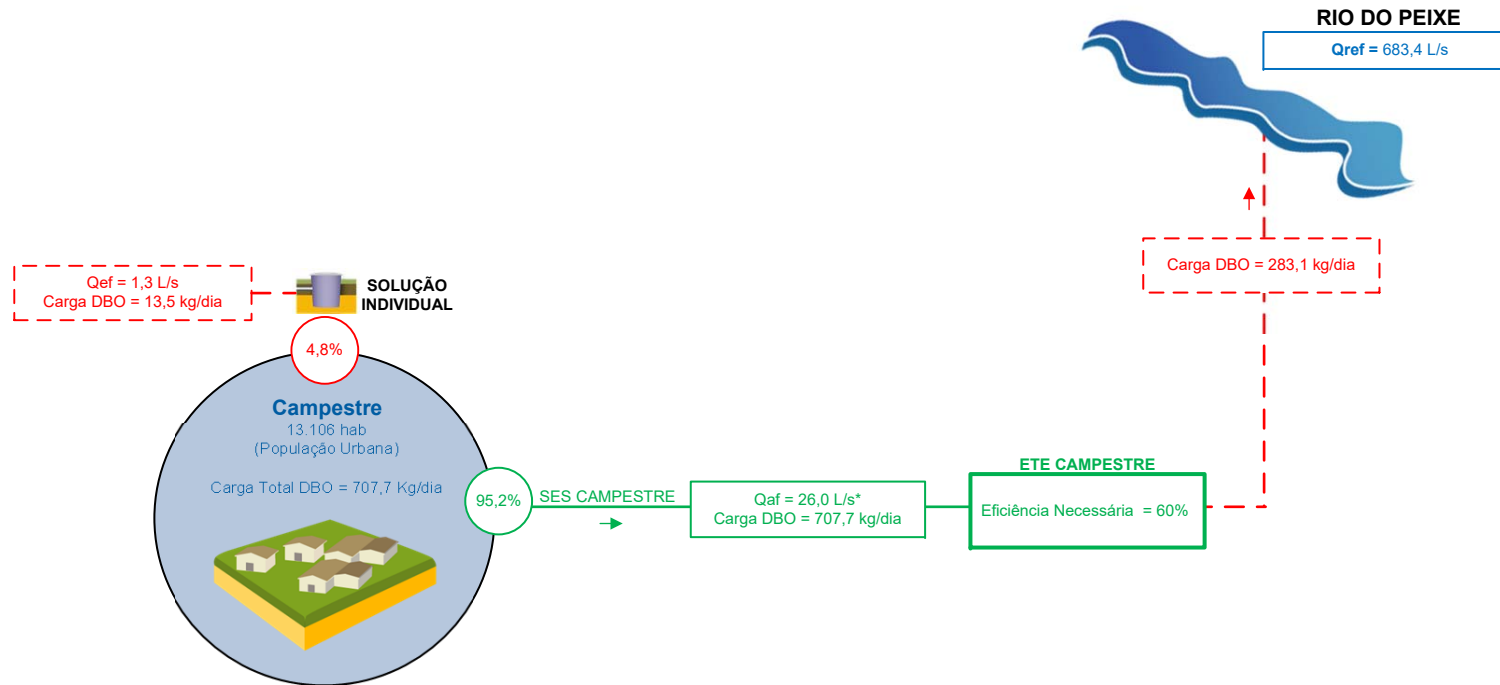 RIO DO PEIXE
Qref = 683,4 L/s
Carga DBO = 283,1 kg/dia
Qef = 1,3 L/s
Carga DBO = 13,5 kg/dia
SOLUÇÃO
INDIVIDUAL
4,8%
Campestre
13.106 hab
(População Urbana)
Carga Total DBO = 707,7 Kg/dia
95,2%
SES CAMPESTRE
Qaf = 26,0 L/s*
Carga DBO = 707,7 kg/dia
ETE CAMPESTRE
Eficiência Necessária = 60%